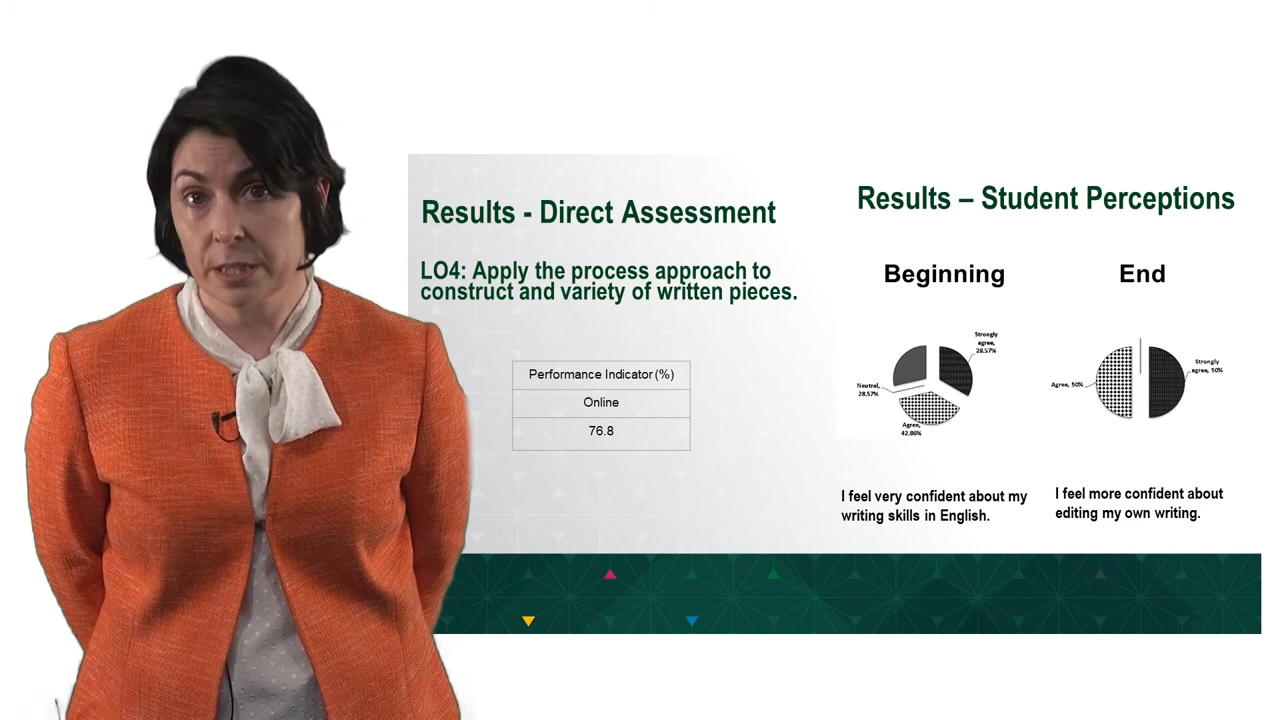 Results - Direct Assessment
LO4: Apply the process approach to
construct and variety of written pieces.
Performance Indicator (%)
Online
76.8
Results – Student Perceptions
Beginning
End
Strongly
agree,
28.57%
Neutral,
28.57%
Agree,
42.86%
Agree, 50%
Strongly
agree, 50%
I feel very confident about my
writing skills in English.
I feel more confident about
editing my own writing.